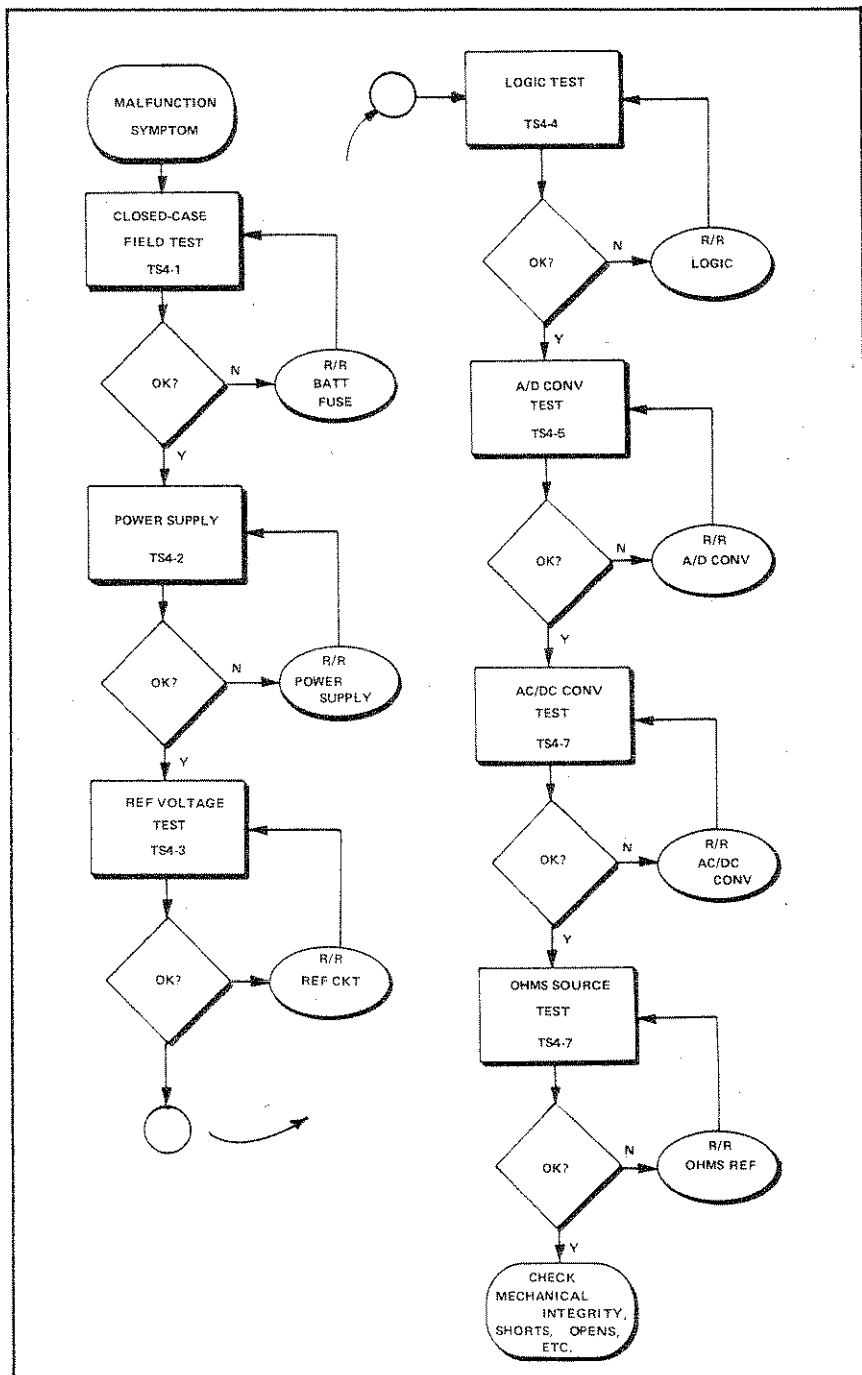 MALFUNCTION
SYMPTOM
CLOSED-CASE
FIELD TEST
TS4-1
OK?
N
R/R
BATT
FUSE
Y
POWER SUPPLY
TS4-2
OK?
N
R/R
POWER
SUPPLY
Y
REF VOLTAGE
TEST
TS4-3
OK?
R/R
REF CKT
LOGIC TEST
TS4-4
OK?
N
R/R
LOGIC
Y
A/D CONV
TEST
TS4-5
OK?
N
R/R
A/D CONV
Y
AC/DC CONV
TEST
TS4-7
OK?
N
R/R
AC/DC
CONV
Y
OHMS SOURCE
TEST
TS4-7
OK?
N
R/R
OHMS REF
Y
CHECK
MECHANICAL
INTEGRITY,
SHORTS, OPENS,
ETC.